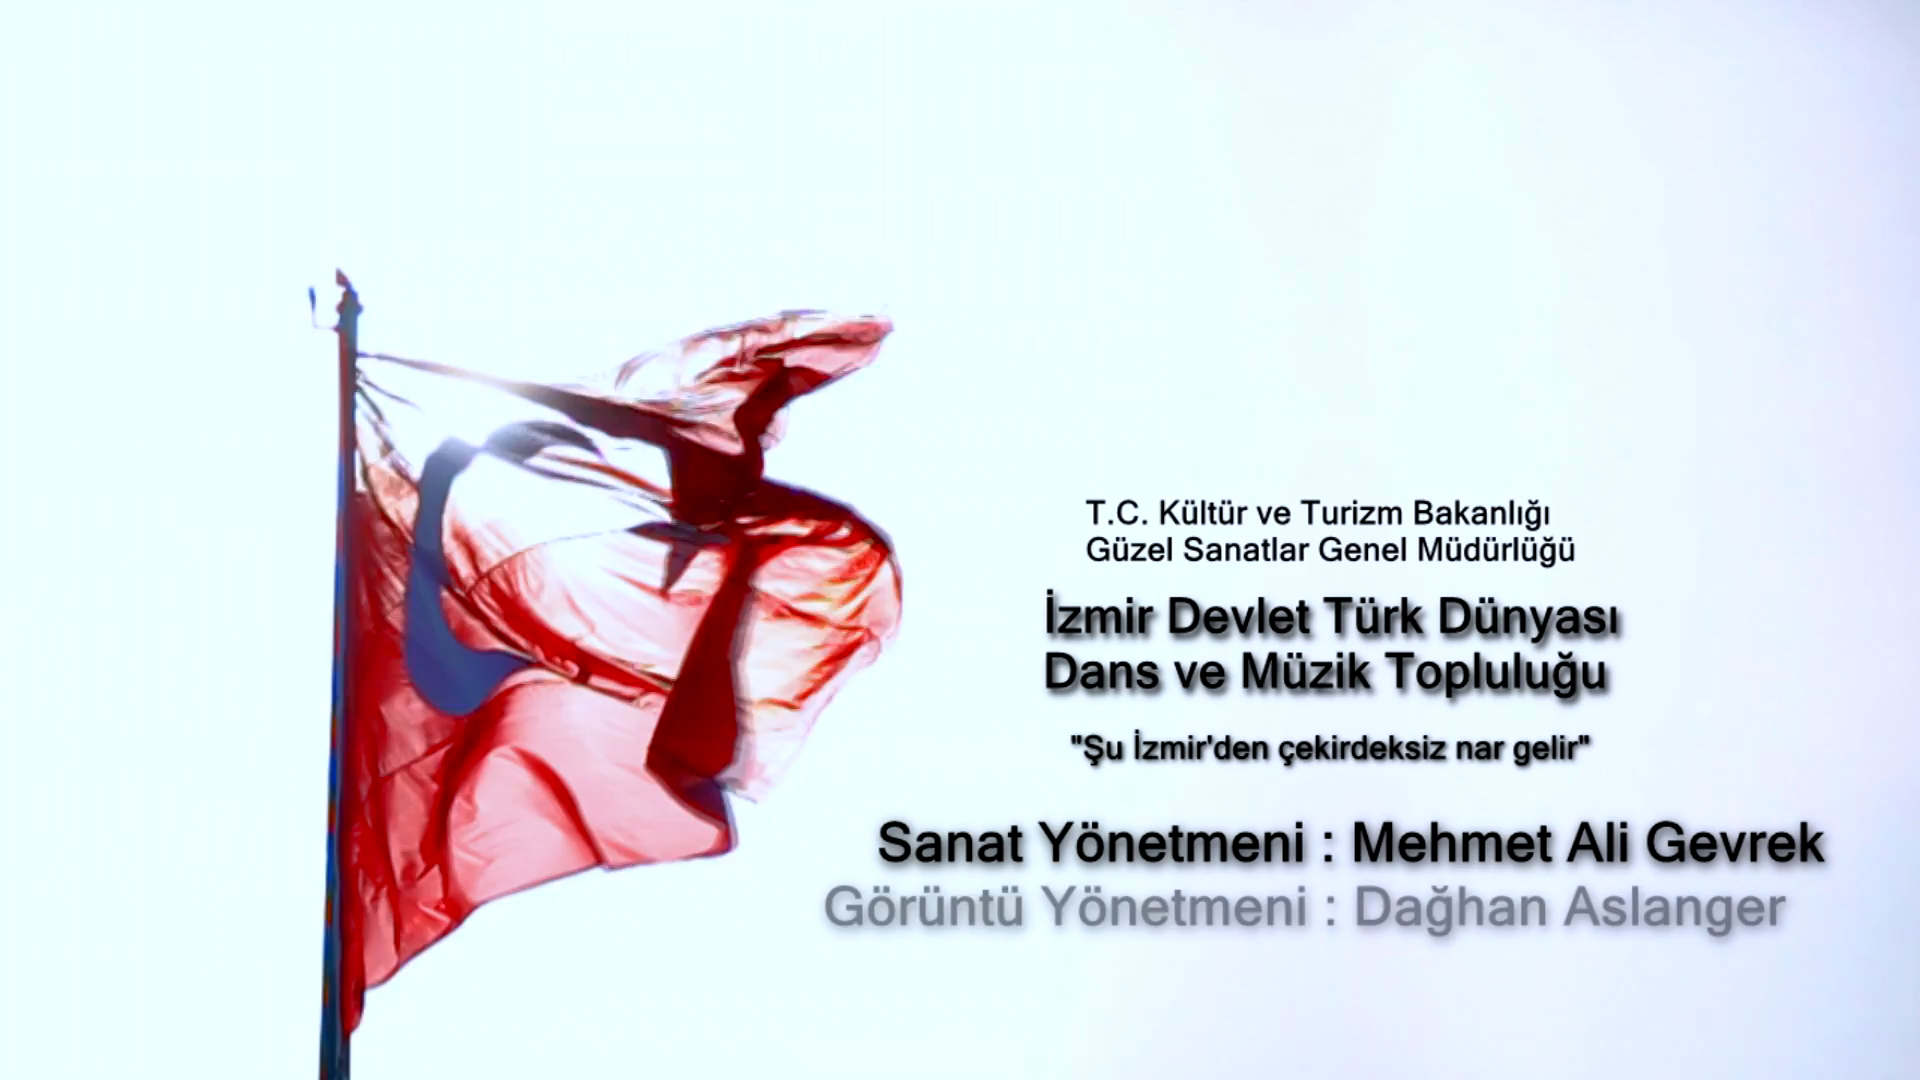 T.C. Kültür ve Turizm Bakanlığı
Güzel Sanatlar Genel Müdürlüğü
İzmir Devlet Türk Dünyası
Dans ve Müzik Topluluğu
"Şu İzmir'den çekirdeksiz nar gelir"
Sanat Yönetmeni : Mehmet Ali Gevrek
Görüntü Yönetmeni : Dağhan Aslanger